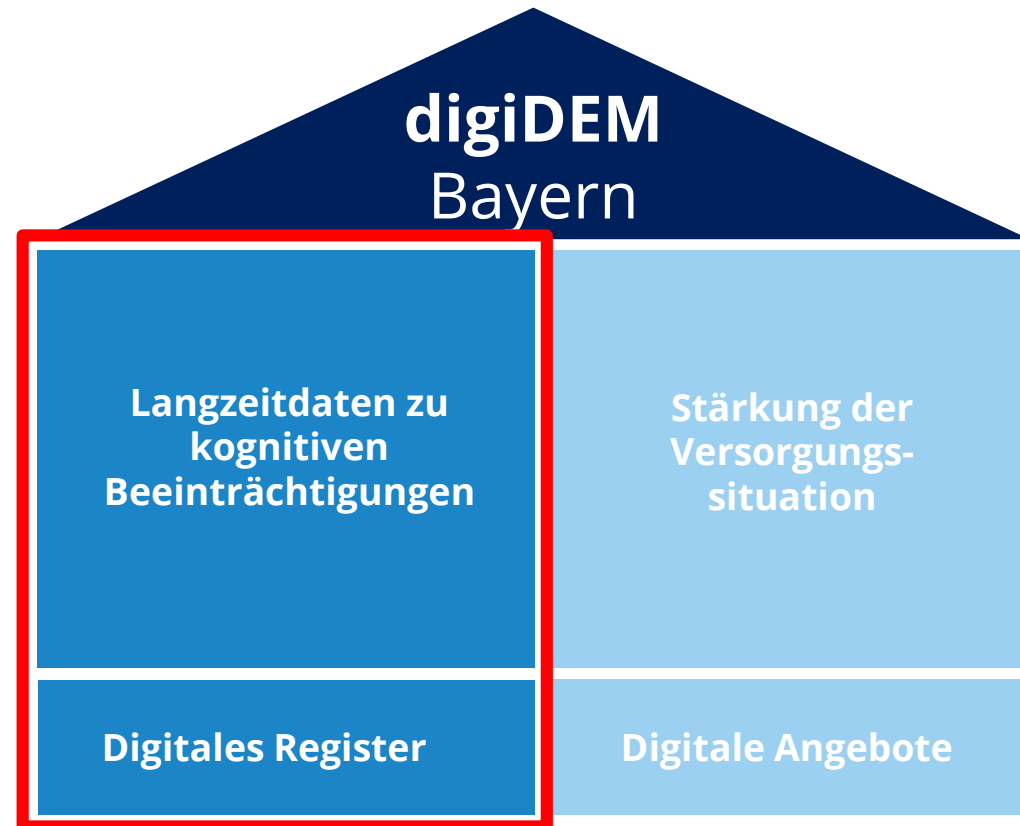 digiDEM
Bayern
Langzeitdaten zu
kognitiven
Beeinträchtigungen
Stärkung der
Versorgungs-
situation
Digitales Register
Digitale Angebote